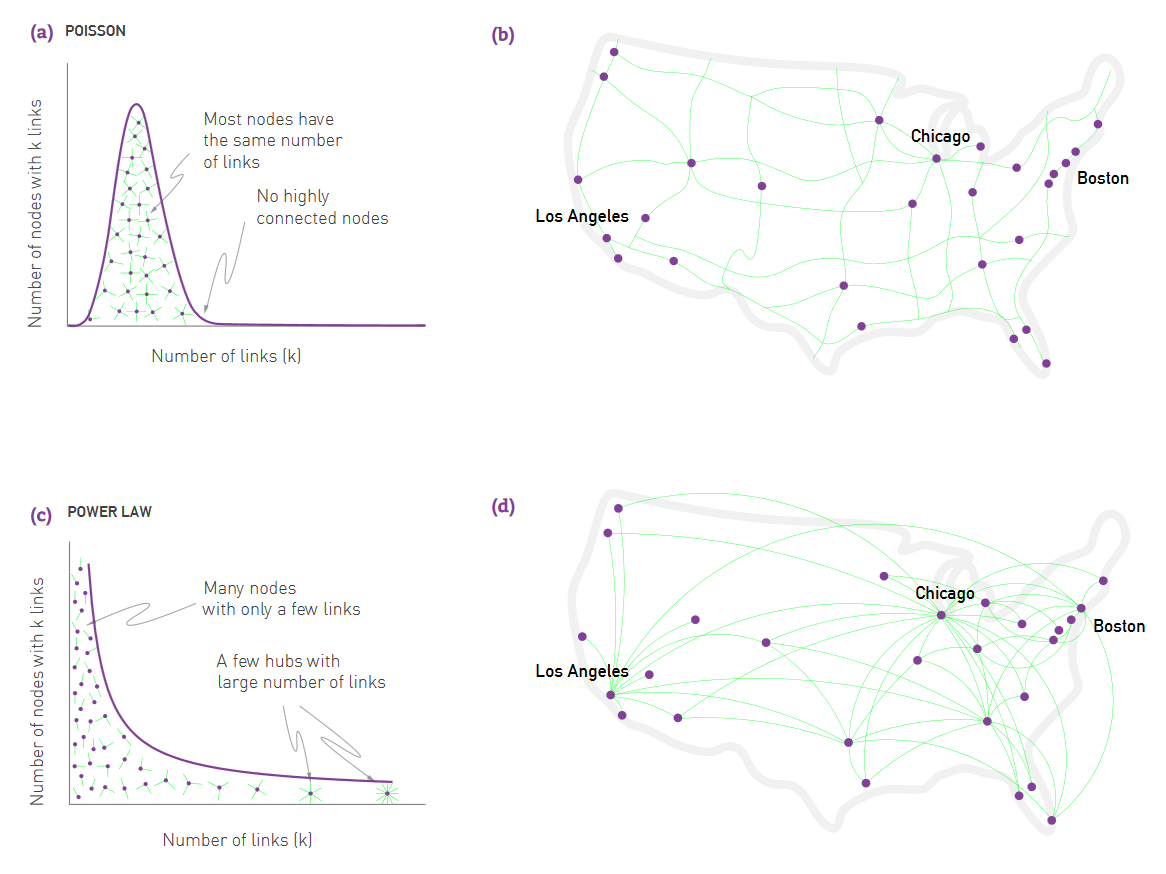 (a) POISSON
Number of nodes with k links
Most nodes have
the same number
of links
No highly
connected nodes
Number of links (k)
(b)
Chicago
Boston
Los Angeles
(c) POWER LAW
Number of nodes with k links
Many nodes
with only a few links
A few hubs with
large number of links
Number of links (k)
(d)
Chicago
Boston
Los Angeles